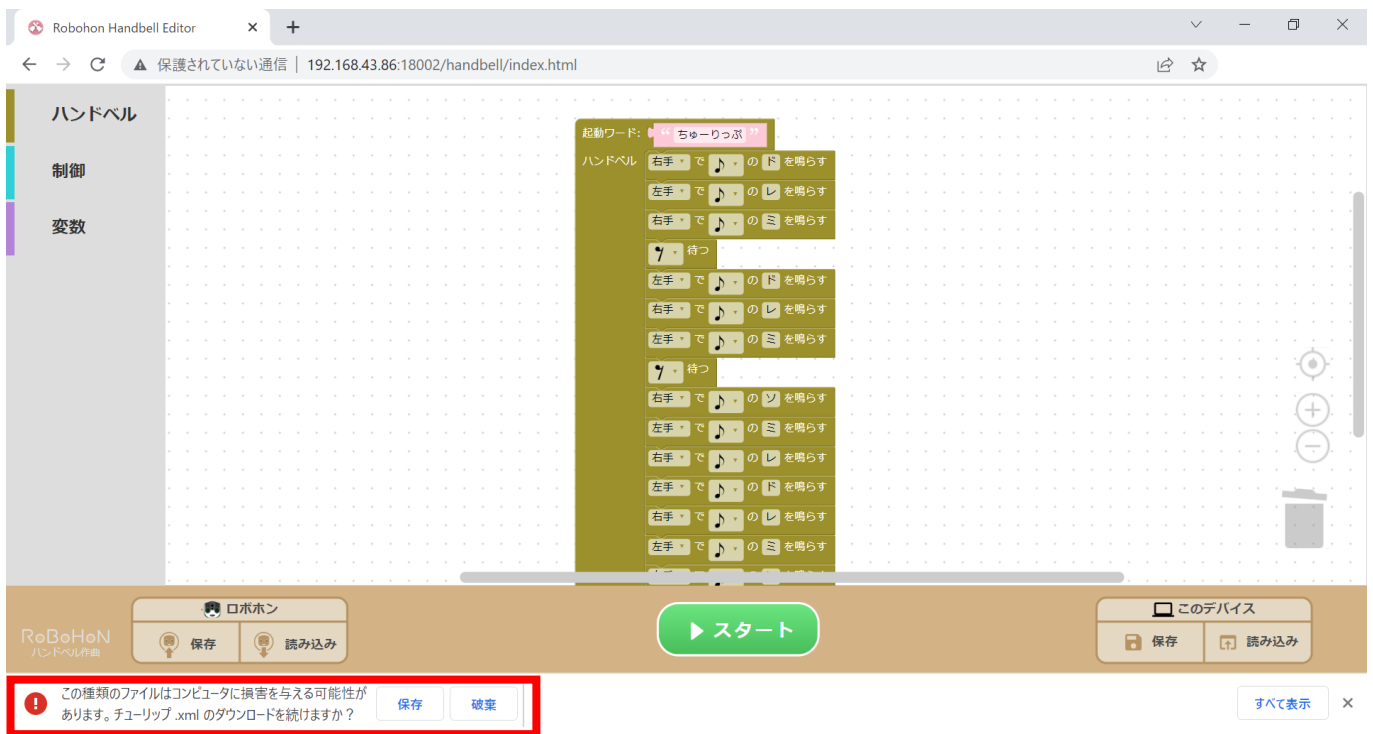 Robohon Handbell Editor
保護されていない通信 | 192.168.43.86:18002/handbell/index.html
ハンドベル
制御
変数
起動ワード: “ ちゅーりっぷ ”
ハンドベル 右手 で ♪ の ド を鳴らす
左手 で ♪ の レ を鳴らす
右手 で ♪ の ミ を鳴らす
待つ
左手 で ♪ の ド を鳴らす
右手 で ♪ の レ を鳴らす
左手 で ♪ の ミ を鳴らす
待つ
右手 で ♪ の ソ を鳴らす
左手 で ♪ の ミ を鳴らす
右手 で ♪ の レ を鳴らす
左手 で ♪ の ド を鳴らす
右手 で ♪ の レ を鳴らす
左手 で ♪ の ミ を鳴らす
RoBoHoN
ハンドベル作曲
ロボホン
保存 読み込み
スタート
このデバイス
保存 読み込み
この種類のファイルはコンピュータに損害を与える可能性が
あります。チューリップ .xml のダウンロードを続けますか？
保存 破棄
すべて表示